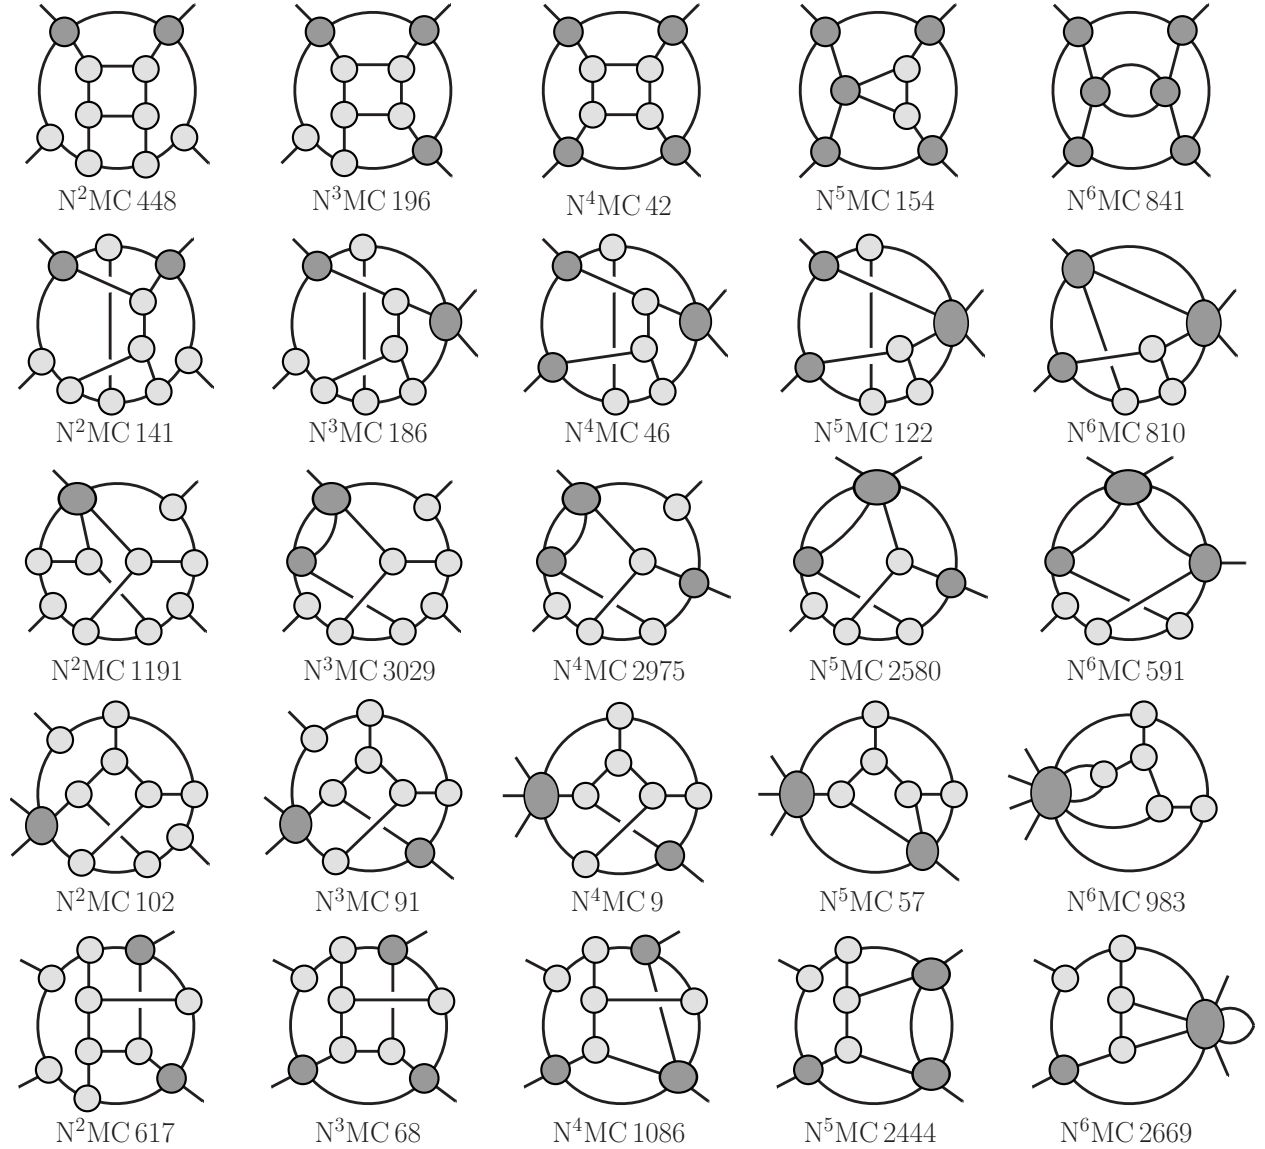 N²MC 448 N³MC 196 N⁴MC 42 N⁵MC 154 N⁶MC 841
N²MC 141 N³MC 186 N⁴MC 46 N⁵MC 122 N⁶MC 810
N²MC 1191 N³MC 3029 N⁴MC 2975 N⁵MC 2580 N⁶MC 591
N²MC 102 N³MC 91 N⁴MC 9 N⁵MC 57 N⁶MC 983
N²MC 617 N³MC 68 N⁴MC 1086 N⁵MC 2444 N⁶MC 2669